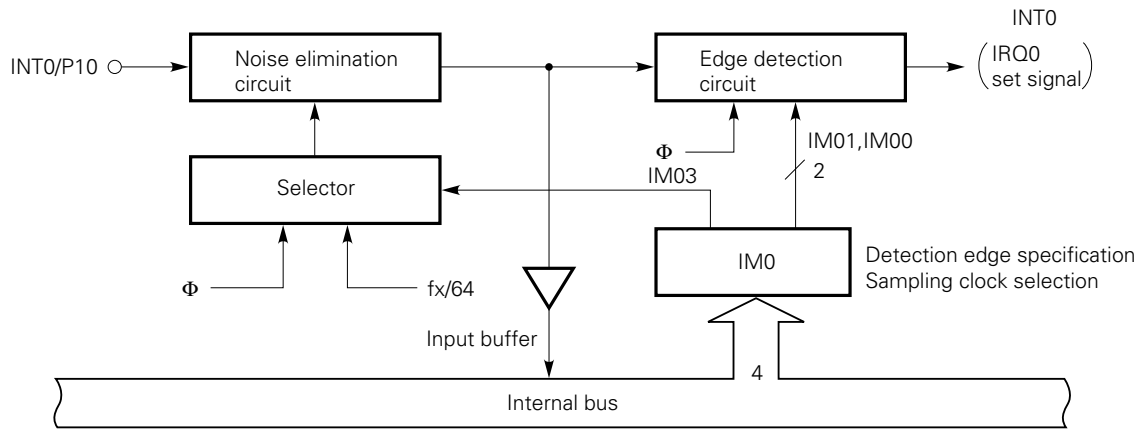 INT0
INT0/P10
Noise elimination
circuit
Edge detection
circuit
IRQ0
set signal
Φ
IM01,IM00
2
IM03
Selector
IM0
Detection edge specification
Sampling clock selection
Φ
fx/64
Input buffer
4
Internal bus